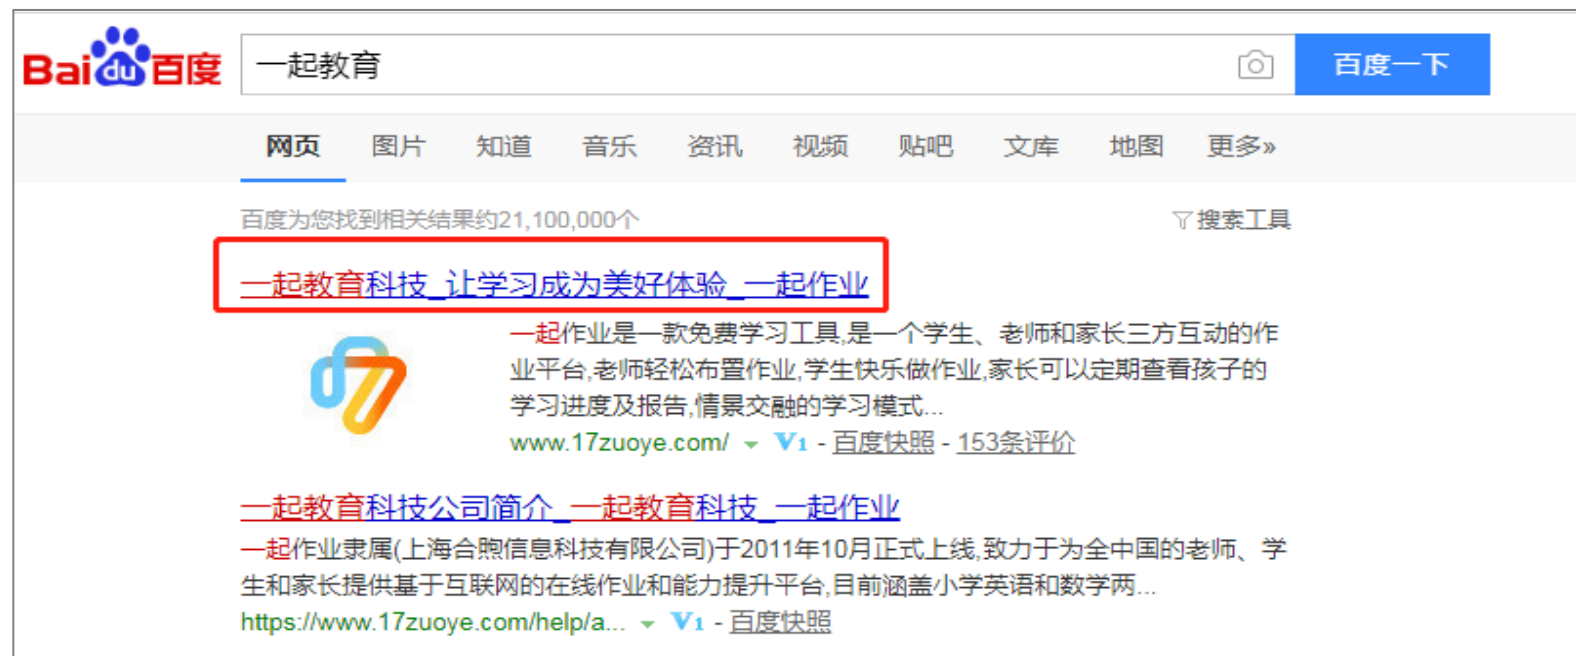 Bai du 百度 一起教育 百度一下
网页 图片 知道 音乐 资讯 视频 贴吧 文库 地图 更多»
百度为您找到相关结果约21,100,000个 搜索工具
一起教育科技_让学习成为美好体验_一起作业
一起作业是一款免费学习工具,是一个学生、老师和家长三方互动的作
业平台,老师轻松布置作业,学生快乐做作业,家长可以定期查看孩子的
学习进度及报告,情景交融的学习模式...
www.17zuoye.com/ V1 - 百度快照 - 153条评价
一起教育科技公司简介_一起教育科技_一起作业
一起作业隶属(上海合煦信息科技有限公司)于2011年10月正式上线,致力于为全中国的老师、学
生和家长提供基于互联网的在线作业和能力提升平台,目前涵盖小学英语和数学两...
https://www.17zuoye.com/help/a... V1 - 百度快照